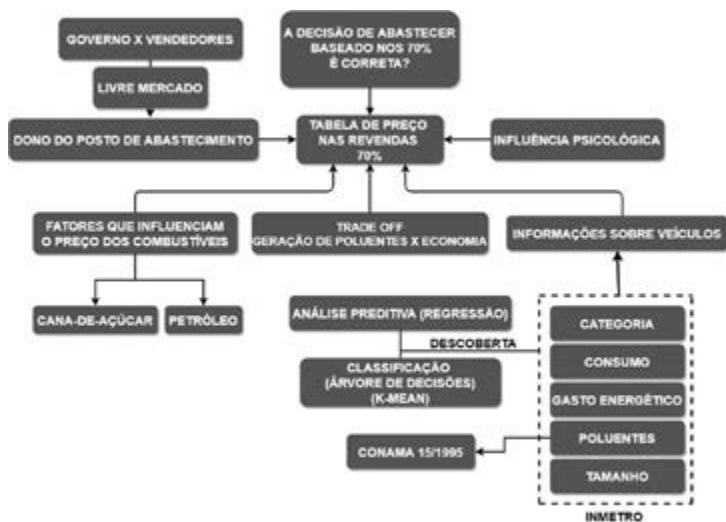 GOVERNO X VENDEDORES
LIVRE MERCADO
DONO DO POSTO DE ABASTECIMENTO
A DECISÃO DE ABASTECER
BASEADO NOS 70%
É CORRETA?
TABELA DE PREÇO
NAS REVENDAS
70%
INFLUÊNCIA PSICOLÓGICA
FATORES QUE INFLUENCIAM
O PREÇO DOS COMBUSTÍVEIS
TRADE OFF
GERAÇÃO DE POLUENTES X ECONOMIA
INFORMAÇÕES SOBRE VEÍCULOS
CANA-DE-AÇÚCAR
PETRÓLEO
ANÁLISE PREDITIVA (REGRESSÃO)
DESCOBERTA
CLASSIFICAÇÃO
(ÁRVORE DE DECISÕES)
(K-MEAN)
CATEGORIA
CONSUMO
GASTO ENERGÉTICO
POLUENTES
TAMANHO
CONAMA 15/1995
INMETRO